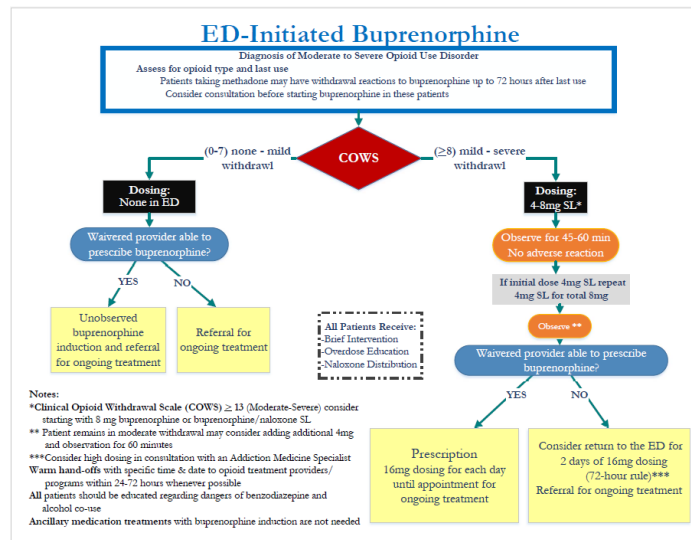 ED-Initiated Buprenorphine
Diagnosis of Moderate to Severe Opioid Use Disorder
Assess for opioid type and last use
Patients taking methadone may have withdrawal reactions to buprenorphine up to 72 hours after last use
Consider consultation before starting buprenorphine in these patients
(0-7) none - mild
withdrawl
COWS
(≥8) mild - severe
withdrawl
Dosing:
None in ED
Waivered provider able to
prescribe buprenorphine?
YES
NO
Unobserved
buprenorphine
induction and referral
for ongoing treatment
Referral for
ongoing treatment
Dosing:
4-8mg SL*
Observe for 45-60 min
No adverse reaction
If initial dose 4mg SL repeat
4mg SL for total 8mg
Observe **
Waivered provider able to prescribe
buprenorphine?
YES
NO
Prescription
16mg dosing for each day
until appointment for
ongoing treatment
Consider return to the ED for
2 days of 16mg dosing
(72-hour rule)***
Referral for ongoing treatment
All Patients Receive:
-Brief Intervention
-Overdose Education
-Naloxone Distribution
Notes:
*Clinical Opioid Withdrawal Scale (COWS) ≥ 13 (Moderate-Severe) consider
starting with 8 mg buprenorphine or buprenorphine/naloxone SL
** Patient remains in moderate withdrawal may consider adding additional 4mg
and observation for 60 minutes
***Consider high dosing in consultation with an Addiction Medicine Specialist
Warm hand-offs with specific time & date to opioid treatment providers/
programs within 24-72 hours whenever possible
All patients should be educated regarding dangers of benzodiazepine and
alcohol co-use
Ancillary medication treatments with buprenorphine induction are not needed